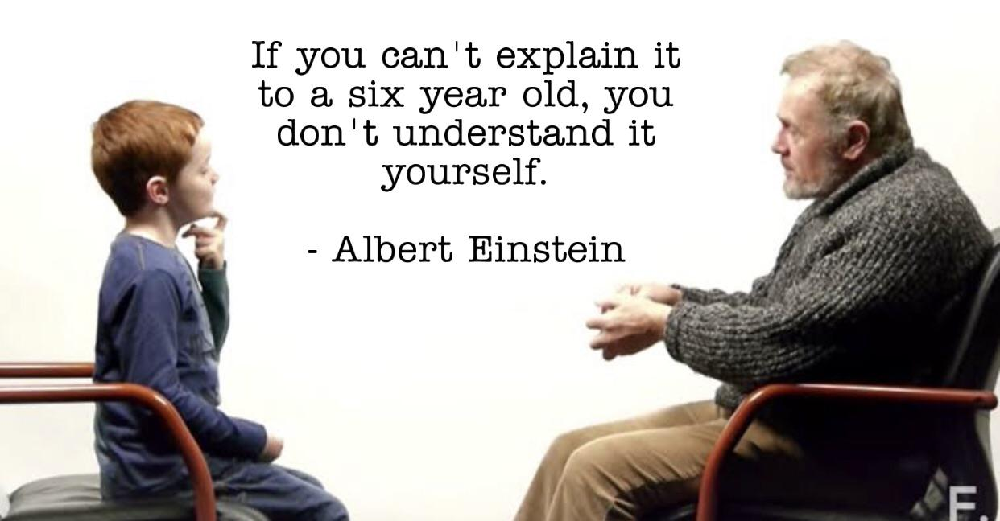 If you can't explain it
to a six year old, you
don't understand it
yourself.
- Albert Einstein
F.